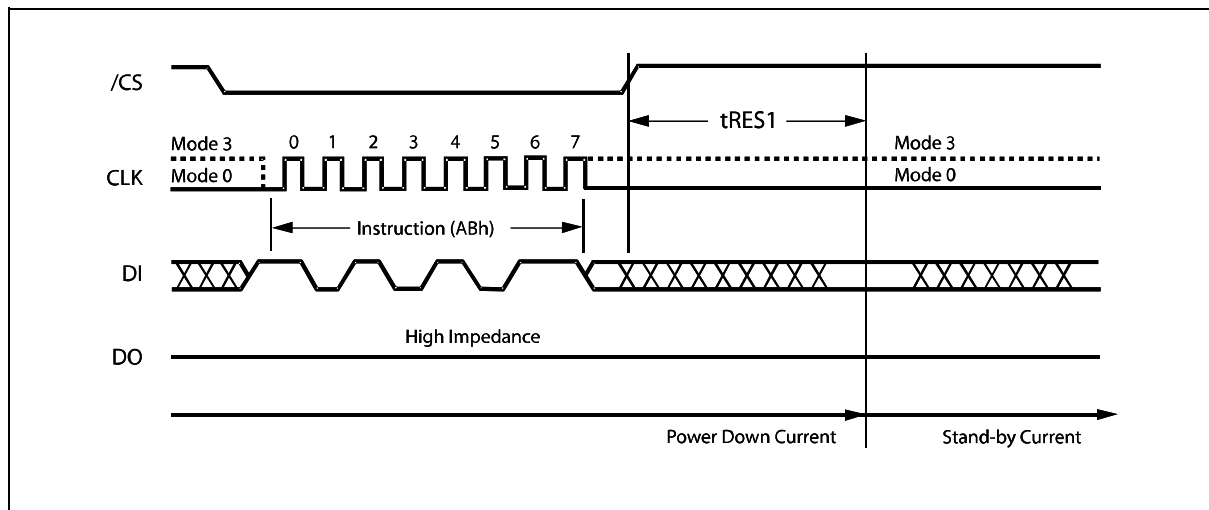 /CS
tRES1
Mode 3
0 1 2 3 4 5 6 7
Mode 3
CLK
Mode 0
Mode 0
Instruction (ABh)
DI
High Impedance
DO
Power Down Current
Stand-by Current